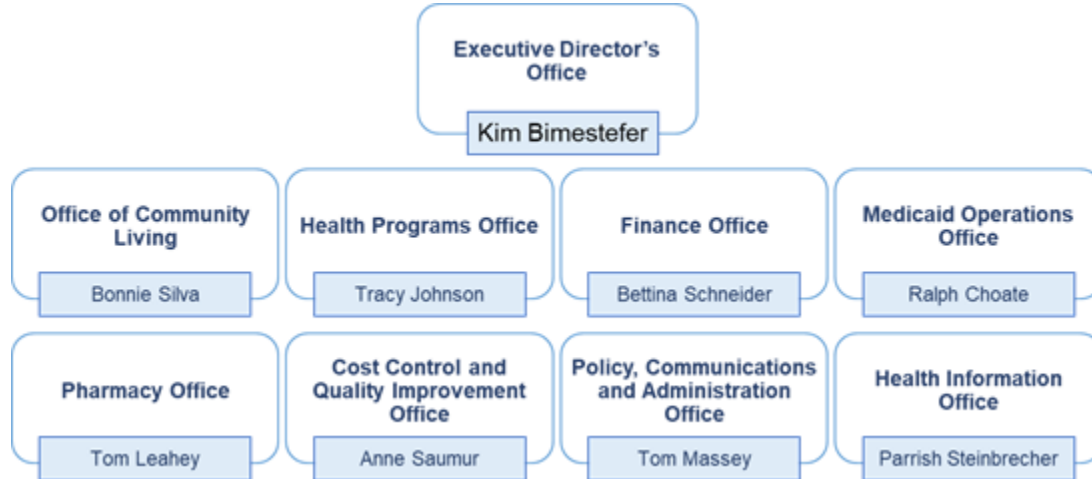 Executive Director's
Office
Kim Bimestefer
Office of Community
Living
Bonnie Silva
Health Programs Office
Tracy Johnson
Finance Office
Bettina Schneider
Medicaid Operations
Office
Ralph Choate
Pharmacy Office
Tom Leahey
Cost Control and
Quality Improvement
Office
Anne Saumur
Policy, Communications
and Administration
Office
Tom Massey
Health Information
Office
Parrish Steinbrecher